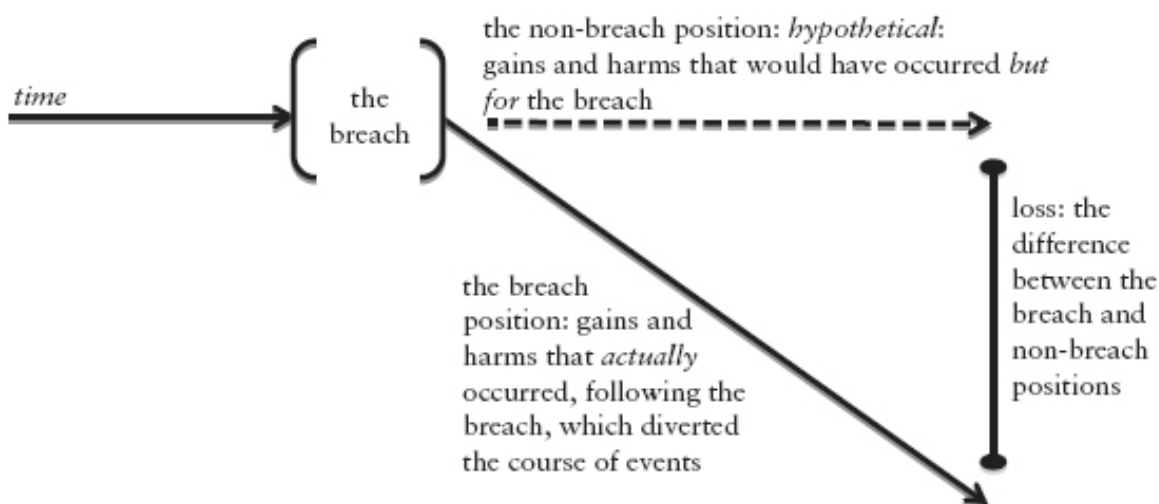 time
the
breach
the non-breach position: hypothetical:
gains and harms that would have occurred but
for the breach
the breach
position: gains and
harms that actually
occurred, following the
breach, which diverted
the course of events
loss: the
difference
between the
breach and
non-breach
positions